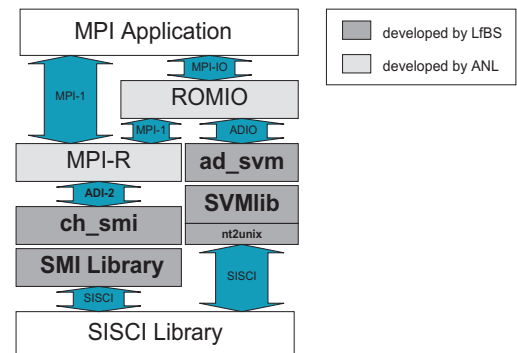 MPI Application
developed by LfBS
developed by ANL
MPI-1
MPI-IO
ROMIO
MPI-1
ADIO
MPI-R
ad_svm
ADI-2
SVMlib
ch_smi
nt2unix
SMI Library
SISCI
SISCI
SISCI Library